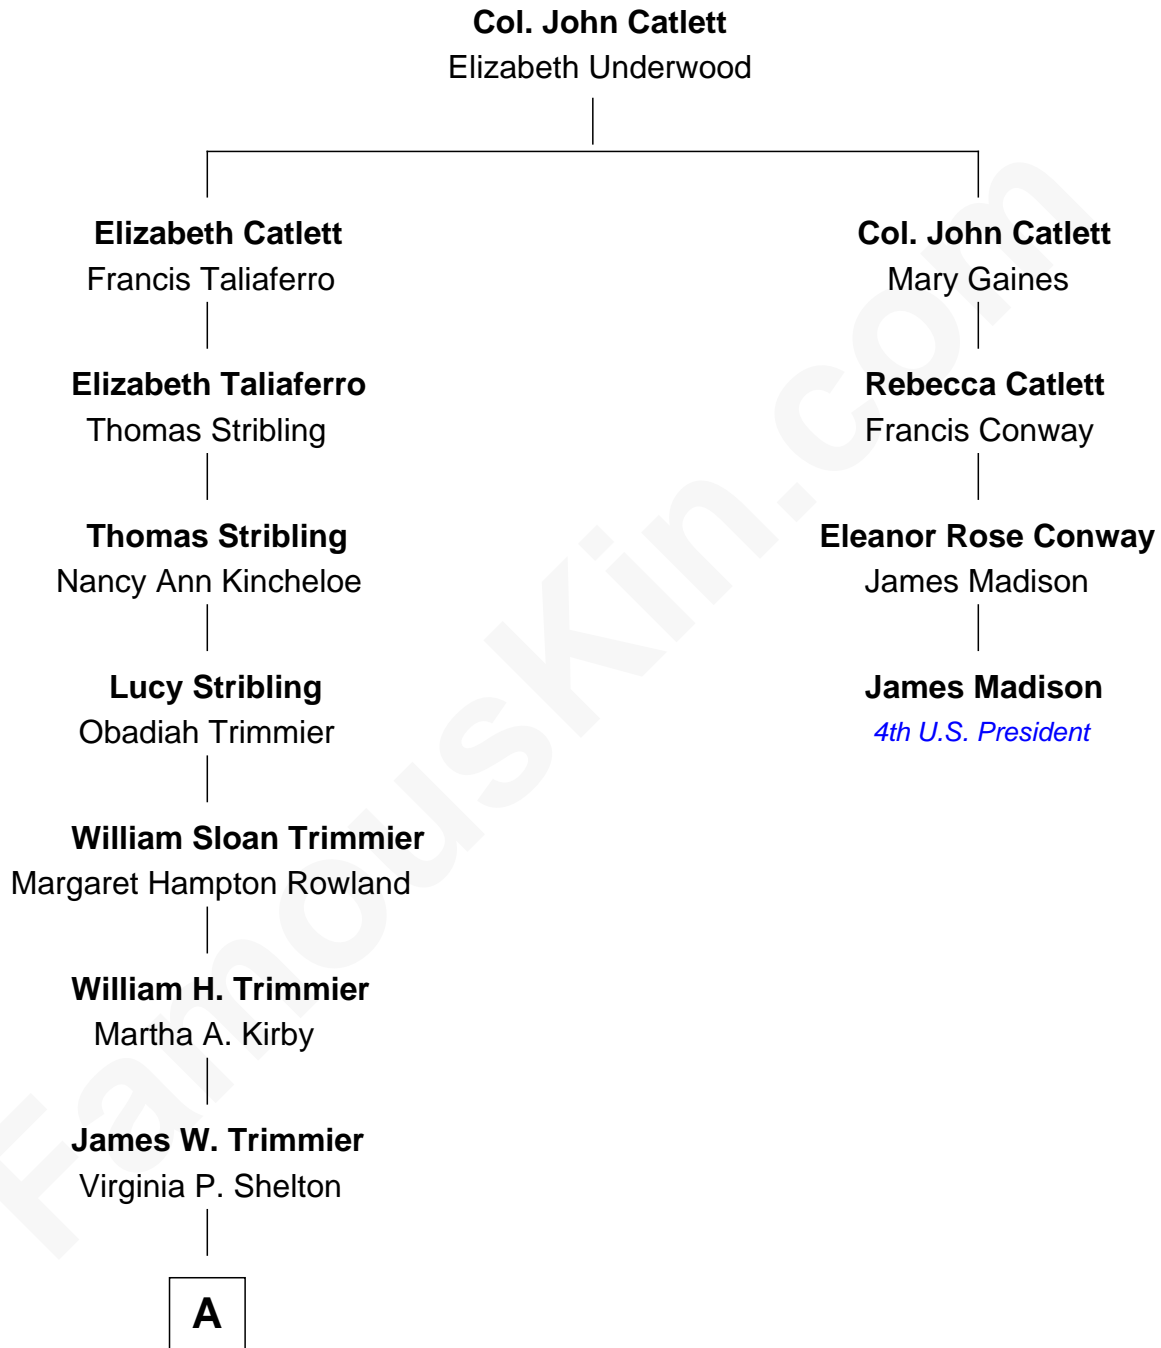 Col. John Catlett
Elizabeth Underwood
Elizabeth Catlett
Francis Taliaferro
Elizabeth Taliaferro
Thomas Stribling
Thomas Stribling
Nancy Ann Kincheloe
Lucy Stribling
Obadiah Trimmier
William Sloan Trimmier
Margaret Hampton Rowland
William H. Trimmier
Martha A. Kirby
James W. Trimmier
Virginia P. Shelton
A
Col. John Catlett
Mary Gaines
Rebecca Catlett
Francis Conway
Eleanor Rose Conway
James Madison
James Madison
4th U.S. President
FamousKin.com